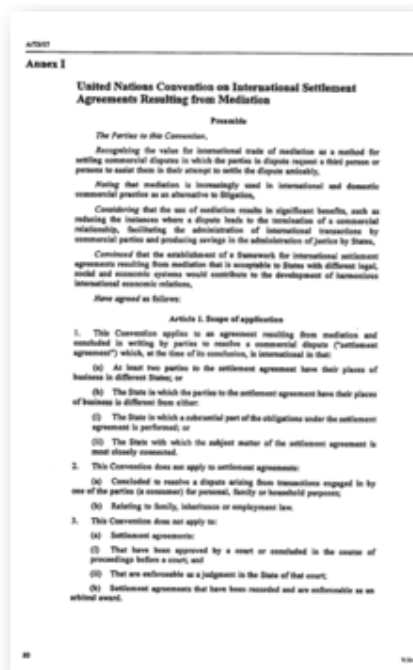 A/73/17
Annex I
United Nations Convention on International Settlement
Agreements Resulting from Mediation
Preamble
The Parties to this Convention,
Recognizing the value for international trade of mediation as a method for
settling commercial disputes in which the parties in dispute request a third person or
persons to assist them in their attempt to settle the dispute amicably,
Noting that mediation is increasingly used in international and domestic
commercial practice as an alternative to litigation,
Considering that the use of mediation results in significant benefits, such as
reducing the instances where a dispute leads to the termination of a commercial
relationship, facilitating the administration of international transactions by
commercial parties and producing savings in the administration of justice by States,
Convinced that the establishment of a framework for international settlement
agreements resulting from mediation that is acceptable to States with different legal,
social and economic systems would contribute to the development of harmonious
international economic relations,
Have agreed as follows:
Article 1. Scope of application
1. This Convention applies to an agreement resulting from mediation and
concluded in writing by parties to resolve a commercial dispute ("settlement
agreement") which, at the time of its conclusion, is international in that:
(a) At least two parties to the settlement agreement have their places of
business in different States; or
(b) The State in which the parties to the settlement agreement have their places
of business is different from either:
(i) The State in which a substantial part of the obligations under the settlement
agreement is performed; or
(ii) The State with which the subject matter of the settlement agreement is
most closely connected.
2. This Convention does not apply to settlement agreements:
(a) Concluded to resolve a dispute arising from transactions engaged in by
one of the parties (a consumer) for personal, family or household purposes;
(b) Relating to family, inheritance or employment law.
3. This Convention does not apply to:
(a) Settlement agreements:
(i) That have been approved by a court or concluded in the course of
proceedings before a court; and
(ii) That are enforceable as a judgment in the State of that court;
(b) Settlement agreements that have been recorded and are enforceable as an
arbitral award.